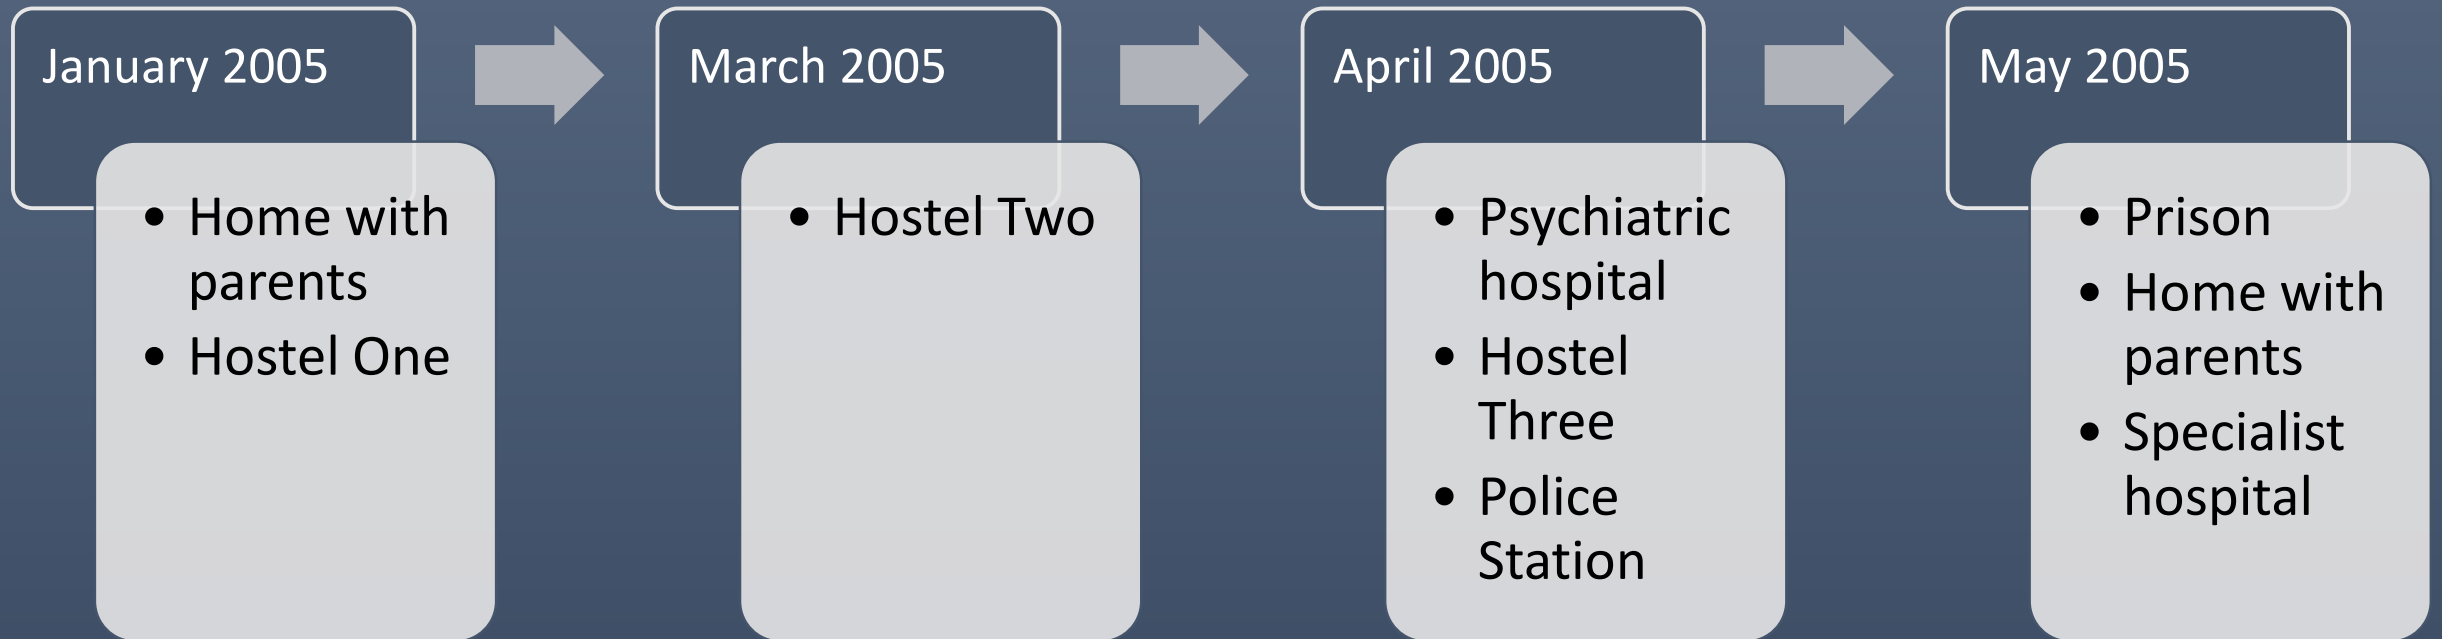 January 2005
• Home with
parents
• Hostel One
March 2005
• Hostel Two
April 2005
• Psychiatric
hospital
• Hostel
Three
• Police
Station
May 2005
• Prison
• Home with
parents
• Specialist
hospital